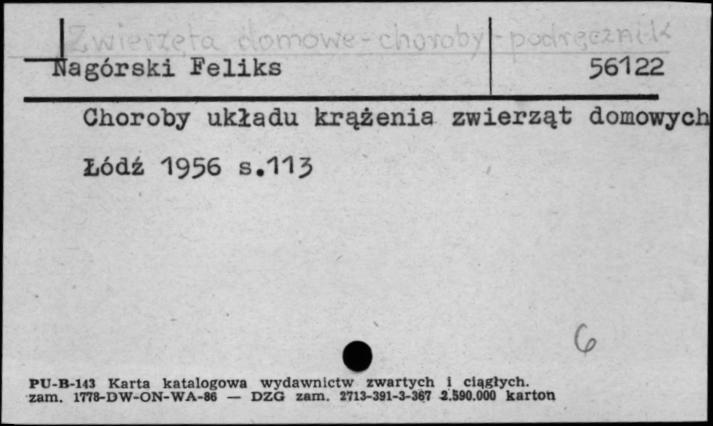 Zwierzęta domowe - choroby - podręcznik
Nagórski Feliks 56122
Choroby układu krążenia zwierząt domowych
Łódź 1956 s.113
6
PU-B-143 Karta katalogowa wydawnictw zwartych i ciągłych.
zam. 1778-DW-ON-WA-86 — DZG zam. 2713-391-3-367 2.590.000 karton